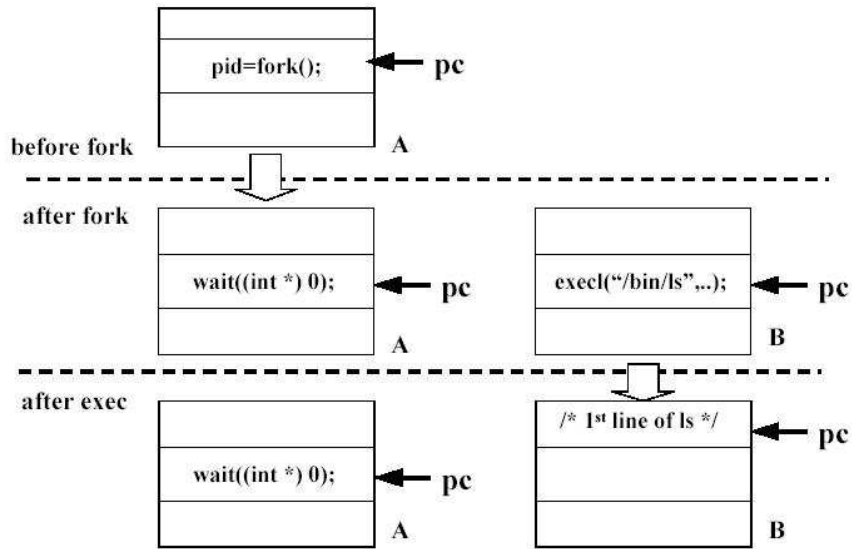 pid=fork();
pc
A
before fork
after fork
wait((int *) 0);
pc
A
execl(“/bin/ls”,..);
pc
B
after exec
wait((int *) 0);
pc
A
/* 1st line of ls */
pc
B